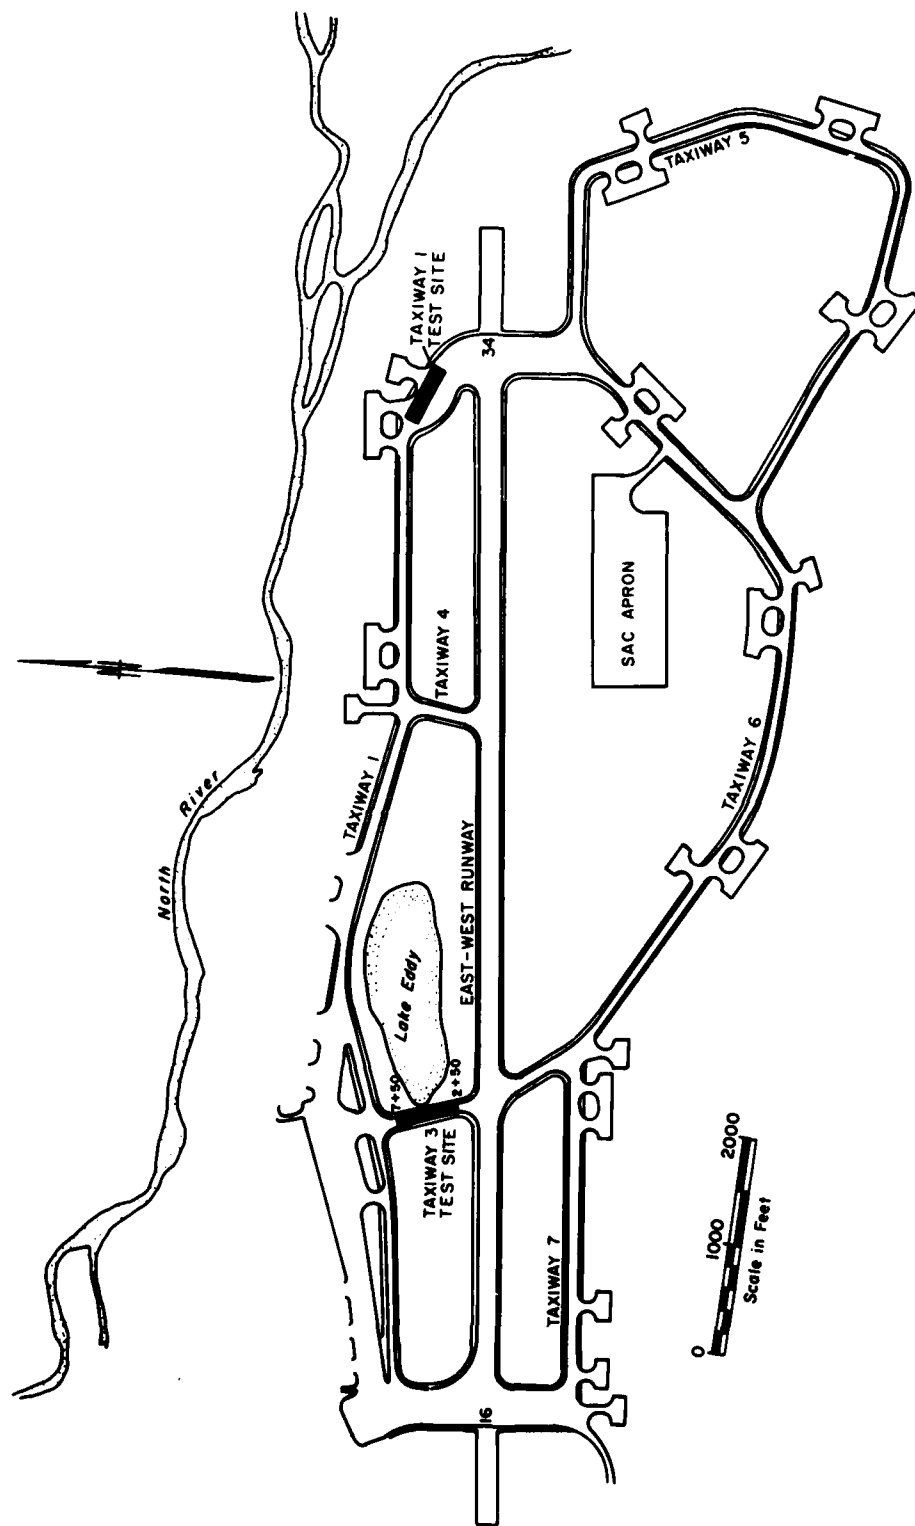 North River
TAXIWAY 1
TEST SITE
34
TAXIWAY 5
TAXIWAY 4
SAC APRON
TAXIWAY 1
TAXIWAY 6
Lake Eddy
EAST-WEST RUNWAY
7+50
2+50
TAXIWAY 3
TEST SITE
TAXIWAY 7
16
0 1000 2000
Scale in Feet